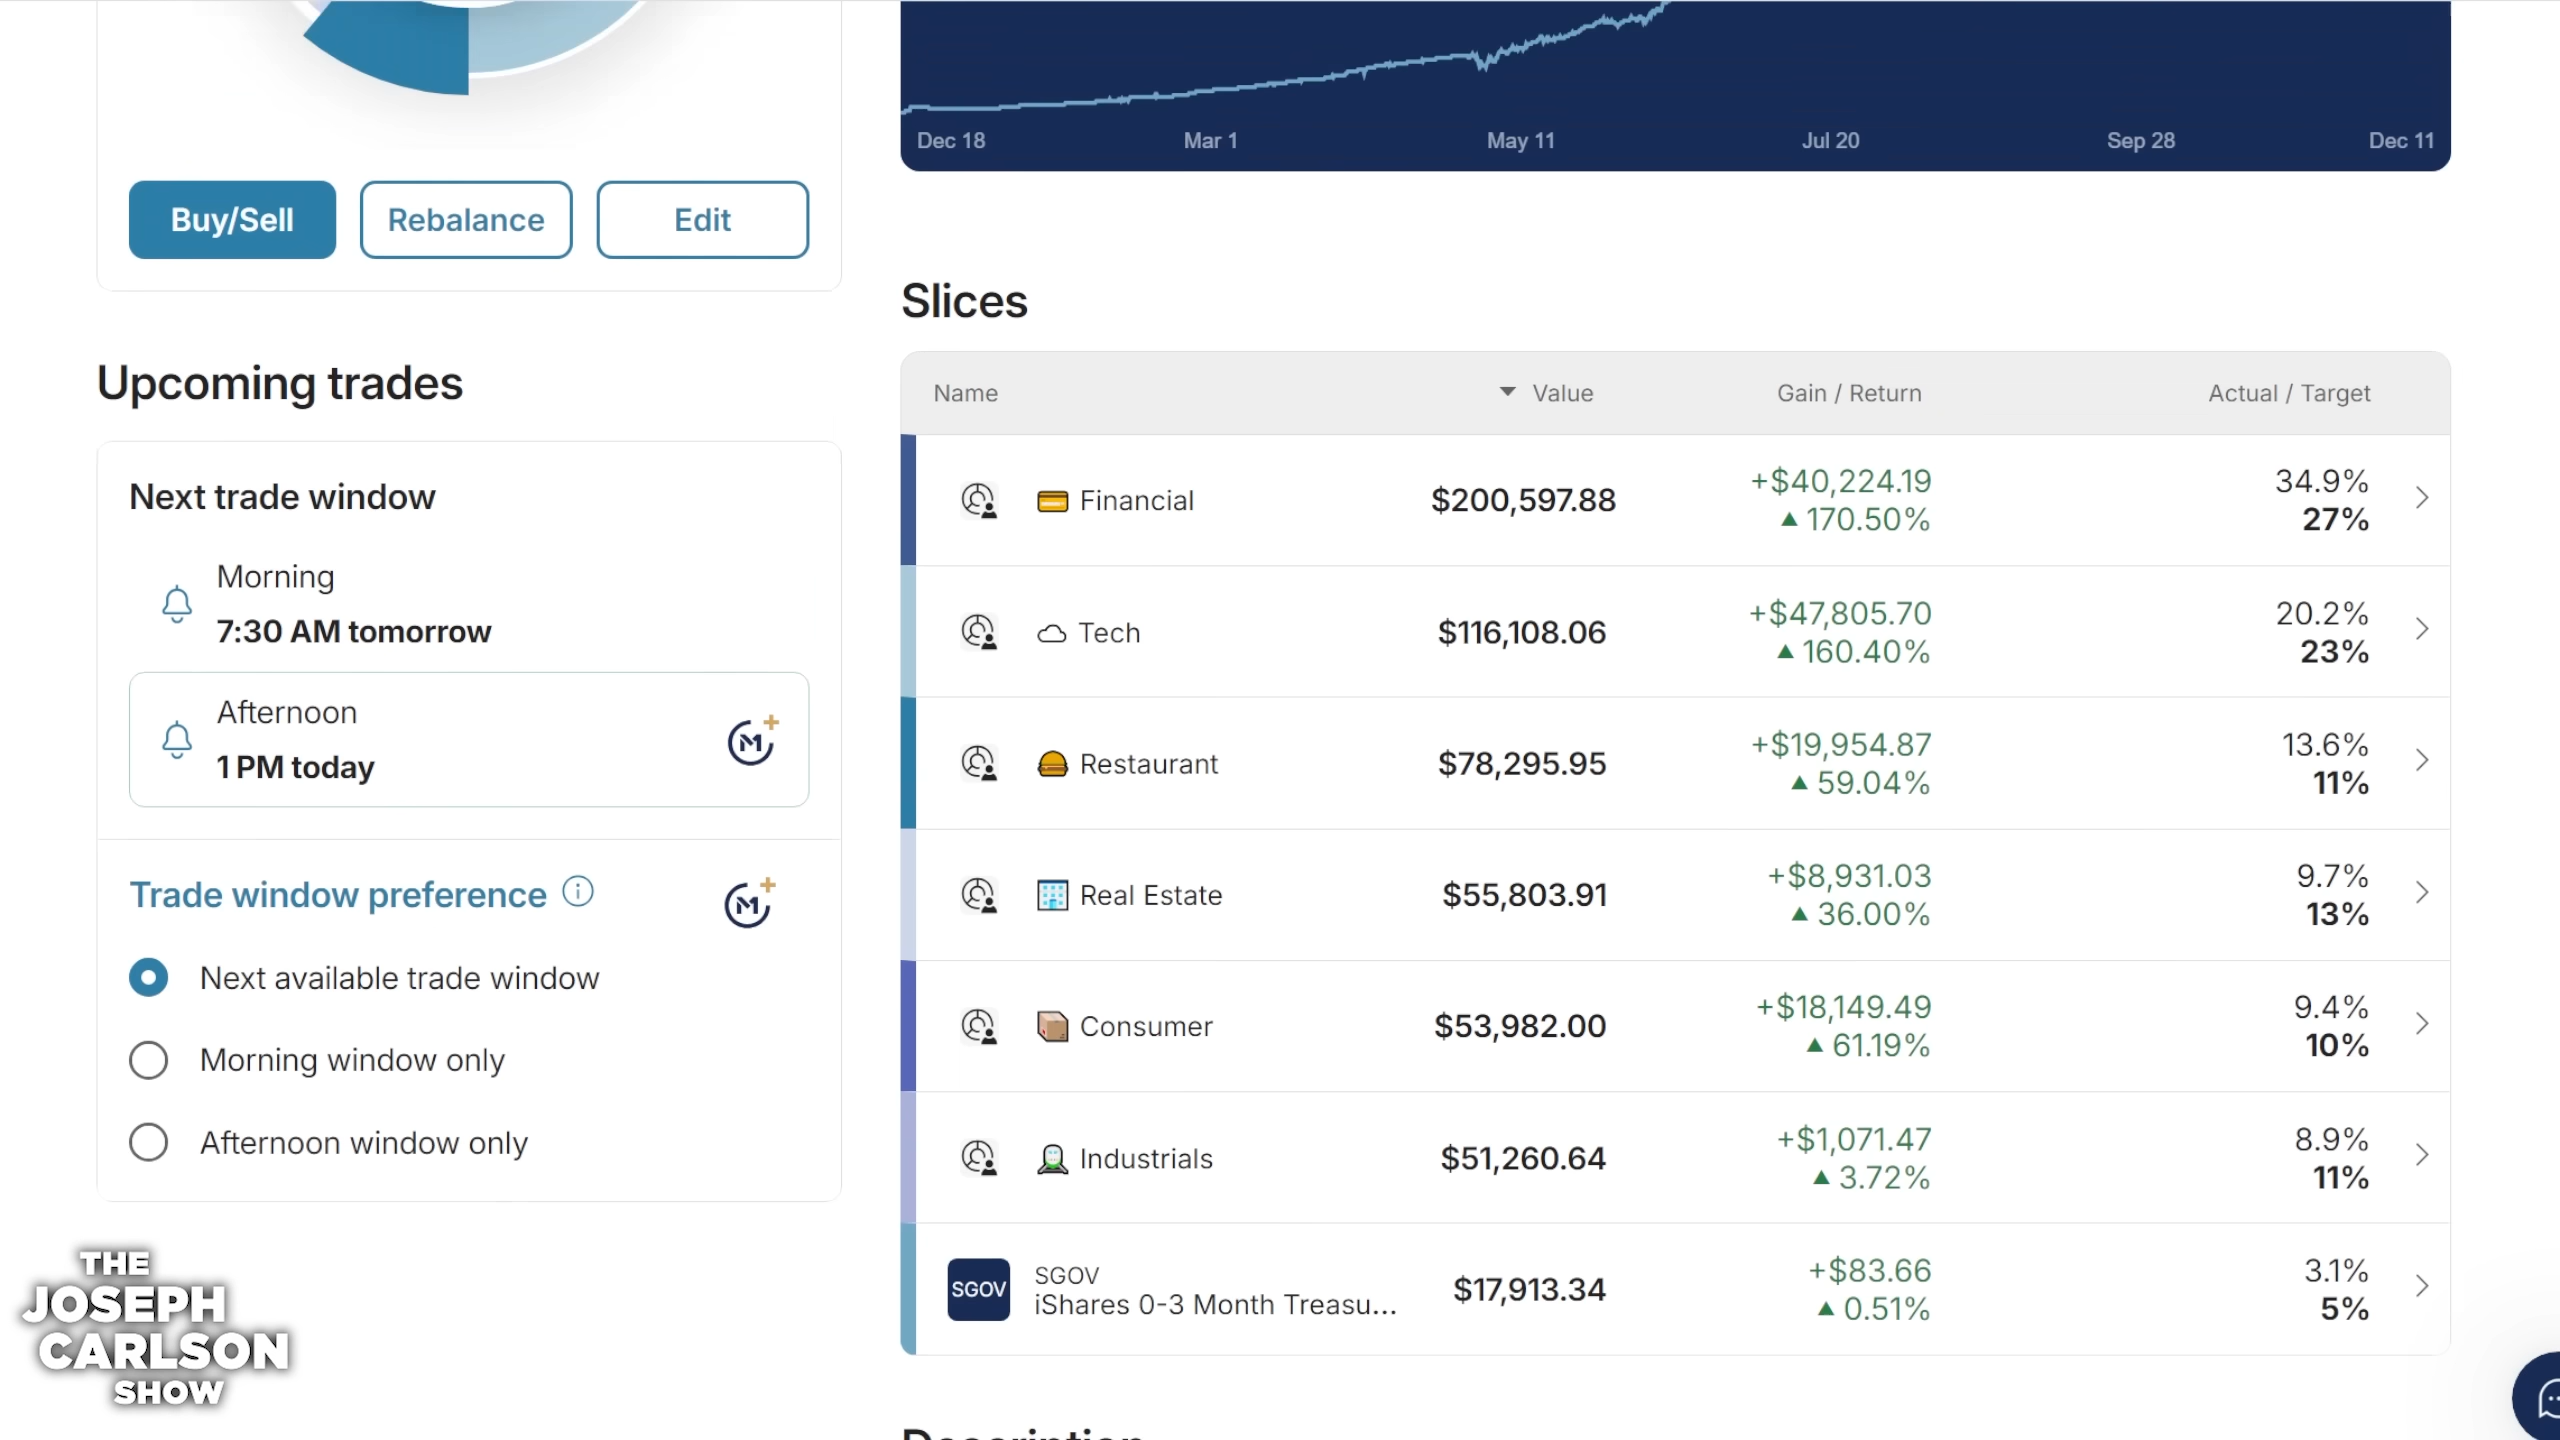 Dec 18
Mar 1
May 11
Jul 20
Sep 28
Dec 11
Buy/Sell
Rebalance
Edit
Upcoming trades
Next trade window
Morning
7:30 AM tomorrow
Afternoon
1 PM today
Trade window preference
Next available trade window
Morning window only
Afternoon window only
Slices
Name
Value
Gain / Return
Actual / Target
Financial
$200,597.88
+$40,224.19
170.50%
34.9%
27%
Tech
$116,108.06
+$47,805.70
160.40%
20.2%
23%
Restaurant
$78,295.95
+$19,954.87
59.04%
13.6%
11%
Real Estate
$55,803.91
+$8,931.03
36.00%
9.7%
13%
Consumer
$53,982.00
+$18,149.49
61.19%
9.4%
10%
Industrials
$51,260.64
+$1,071.47
3.72%
8.9%
11%
SGOV
SGOV
iShares 0-3 Month Treasu...
$17,913.34
+$83.66
0.51%
3.1%
5%
THE
JOSEPH
CARLSON
SHOW